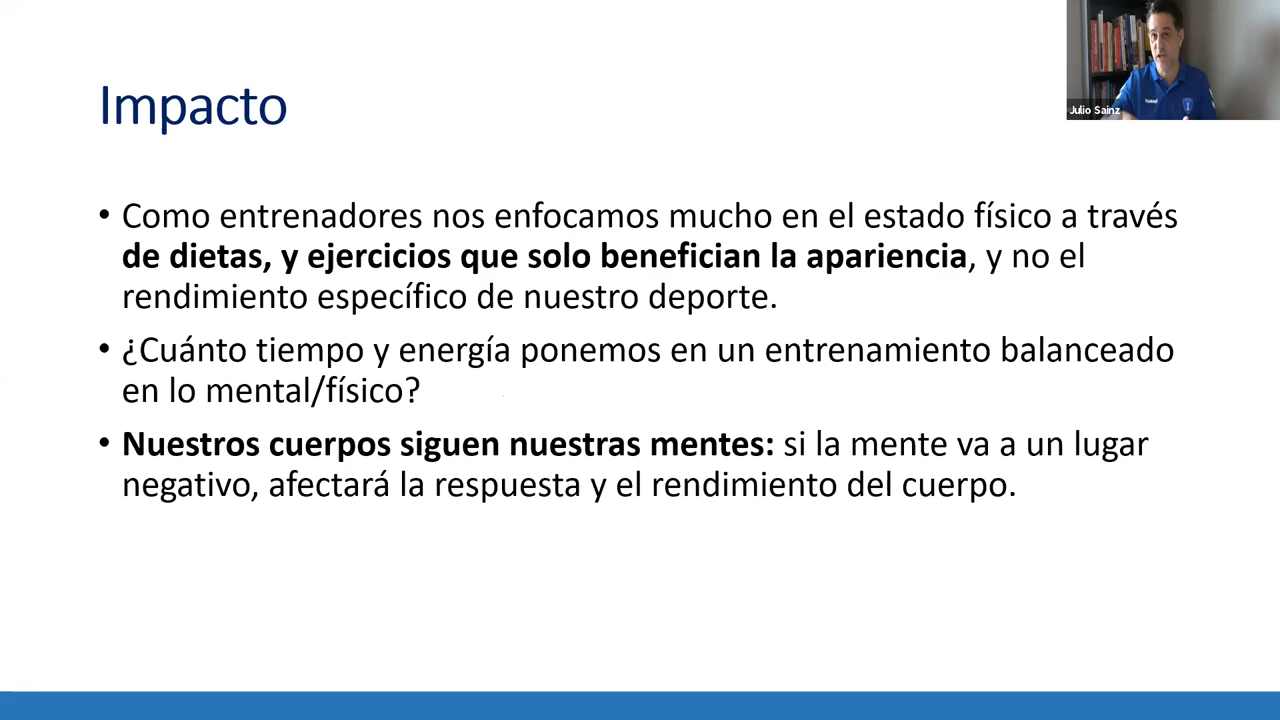 Impacto
Julio Sainz
• Como entrenadores nos enfocamos mucho en el estado físico a través
de dietas, y ejercicios que solo benefician la apariencia, y no el
rendimiento específico de nuestro deporte.
• ¿Cuánto tiempo y energía ponemos en un entrenamiento balanceado
en lo mental/físico?
• Nuestros cuerpos siguen nuestras mentes: si la mente va a un lugar
negativo, afectará la respuesta y el rendimiento del cuerpo.